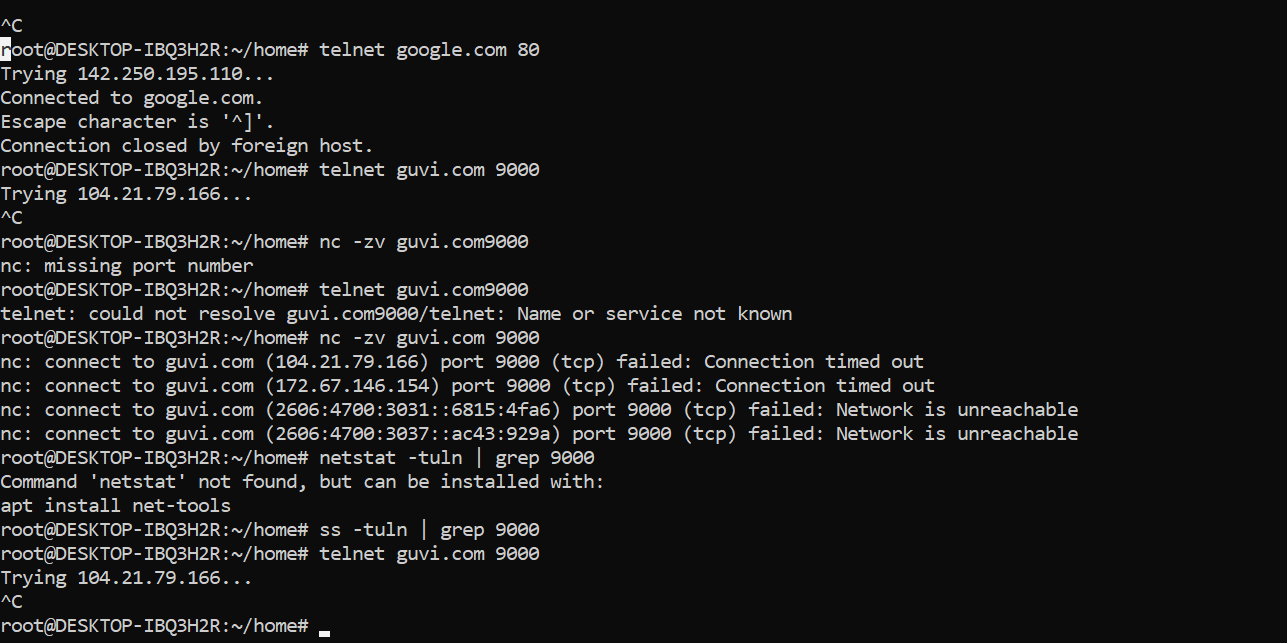 ^C
root@DESKTOP-IBQ3H2R:~/home# telnet google.com 80
Trying 142.250.195.110...
Connected to google.com.
Escape character is '^]'.
Connection closed by foreign host.
root@DESKTOP-IBQ3H2R:~/home# telnet guvi.com 9000
Trying 104.21.79.166...
^C
root@DESKTOP-IBQ3H2R:~/home# nc -zv guvi.com9000
nc: missing port number
root@DESKTOP-IBQ3H2R:~/home# telnet guvi.com9000
telnet: could not resolve guvi.com9000/telnet: Name or service not known
root@DESKTOP-IBQ3H2R:~/home# nc -zv guvi.com 9000
nc: connect to guvi.com (104.21.79.166) port 9000 (tcp) failed: Connection timed out
nc: connect to guvi.com (172.67.146.154) port 9000 (tcp) failed: Connection timed out
nc: connect to guvi.com (2606:4700:3031::6815:4fa6) port 9000 (tcp) failed: Network is unreachable
nc: connect to guvi.com (2606:4700:3037::ac43:929a) port 9000 (tcp) failed: Network is unreachable
root@DESKTOP-IBQ3H2R:~/home# netstat -tuln | grep 9000
Command 'netstat' not found, but can be installed with:
apt install net-tools
root@DESKTOP-IBQ3H2R:~/home# ss -tuln | grep 9000
root@DESKTOP-IBQ3H2R:~/home# telnet guvi.com 9000
Trying 104.21.79.166...
^C
root@DESKTOP-IBQ3H2R:~/home#